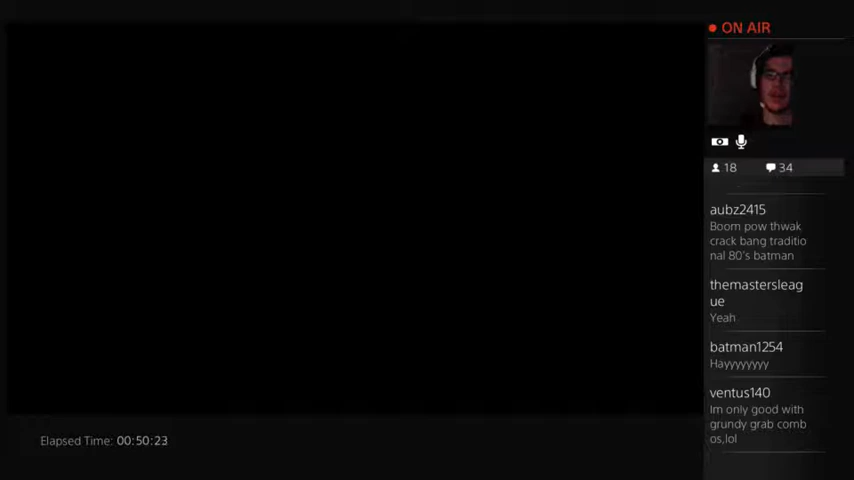 ON AIR
18 34
aubz2415
Boom pow thwak
crack bang traditio
nal 80's batman
themastersleag
ue
Yeah
batman1254
Hayyyyyyyy
ventus140
Im only good with
grundy grab comb
os,lol
Elapsed Time: 00:50:23